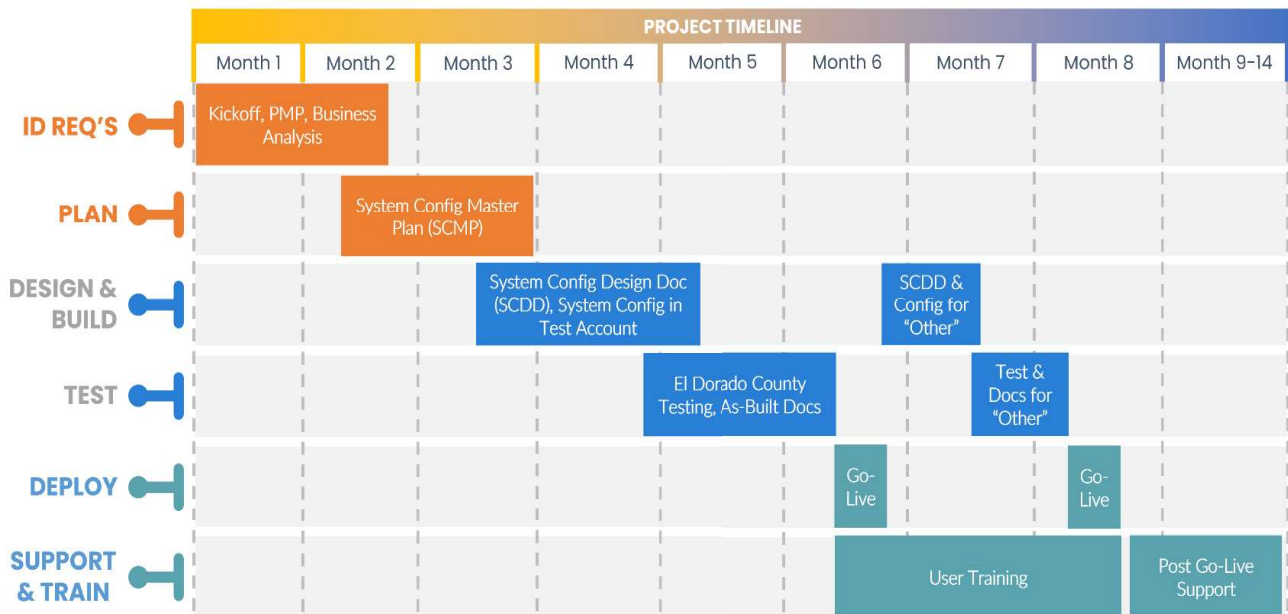 PROJECT TIMELINE
Month 1
Month 2
Month 3
Month 4
Month 5
Month 6
Month 7
Month 8
Month 9-14
ID REQ'S
Kickoff, PMP, Business
Analysis
PLAN
System Config Master
Plan (SCMP)
DESIGN &
BUILD
System Config Design Doc
(SCDD), System Config in
Test Account
SCDD &
Config for
“Other”
TEST
El Dorado County
Testing, As-Built Docs
Test &
Docs for
“Other”
DEPLOY
Go-
Live
Go-
Live
SUPPORT
& TRAIN
User Training
Post Go-Live
Support